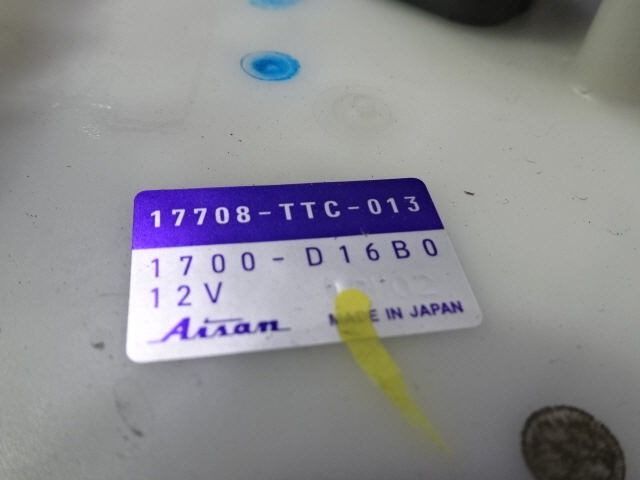 17708-TTC-013
1700-D16B0
12V
Aisan MADE IN JAPAN